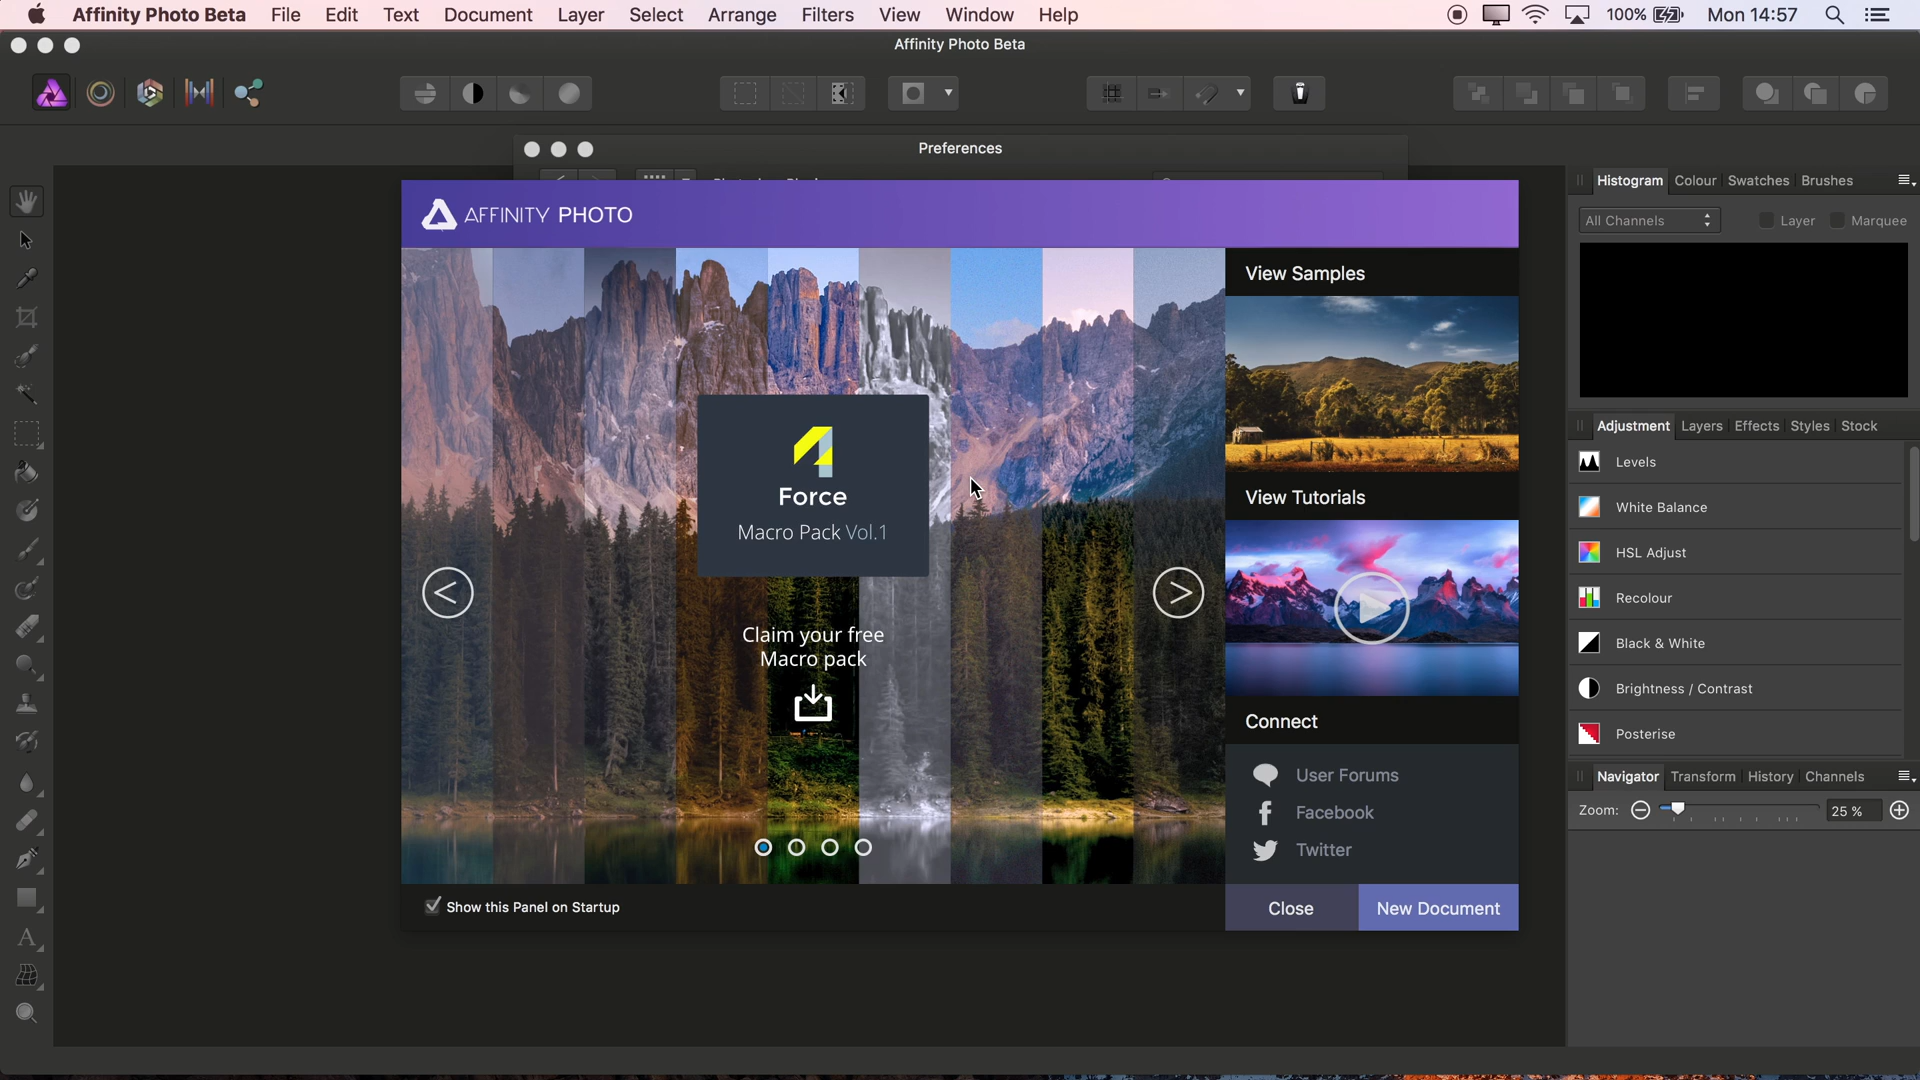 Affinity Photo Beta File Edit Text Document Layer Select Arrange Filters View Window Help 100% Mon 14:57
Affinity Photo Beta
Preferences
AFFINITY PHOTO
View Samples
Force
Macro Pack Vol.1
Claim your free
Macro pack
View Tutorials
Connect
User Forums
Facebook
Twitter
Show this Panel on Startup
Close New Document
Histogram Colour Swatches Brushes
All Channels Layer Marquee
Adjustment Layers Effects Styles Stock
Levels
White Balance
HSL Adjust
Recolour
Black & White
Brightness / Contrast
Posterise
Navigator Transform History Channels
Zoom: 25 %